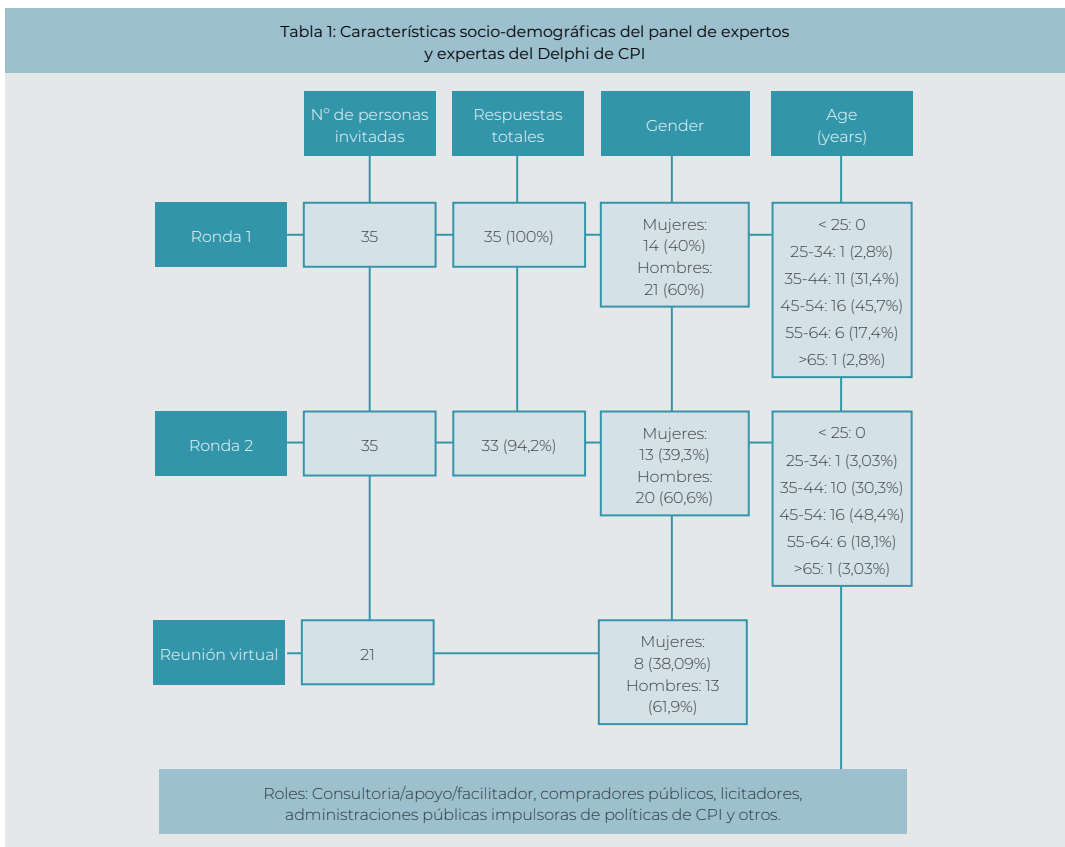 Tabla 1: Características socio-demográficas del panel de expertos
y expertas del Delphi de CPI
Nº de personas
invitadas
Respuestas
totales
Gender
Age
(years)
Ronda 1
35
35 (100%)
Mujeres:
14 (40%)
Hombres:
21 (60%)
< 25: 0
25-34: 1 (2,8%)
35-44: 11 (31,4%)
45-54: 16 (45,7%)
55-64: 6 (17,4%)
>65: 1 (2,8%)
Ronda 2
35
33 (94,2%)
Mujeres:
13 (39,3%)
Hombres:
20 (60,6%)
< 25: 0
25-34: 1 (3,03%)
35-44: 10 (30,3%)
45-54: 16 (48,4%)
55-64: 6 (18,1%)
>65: 1 (3,03%)
Reunión virtual
21
Mujeres:
8 (38,09%)
Hombres: 13
(61,9%)
Roles: Consultoria/apoyo/facilitador, compradores públicos, licitadores,
administraciones públicas impulsoras de políticas de CPI y otros.